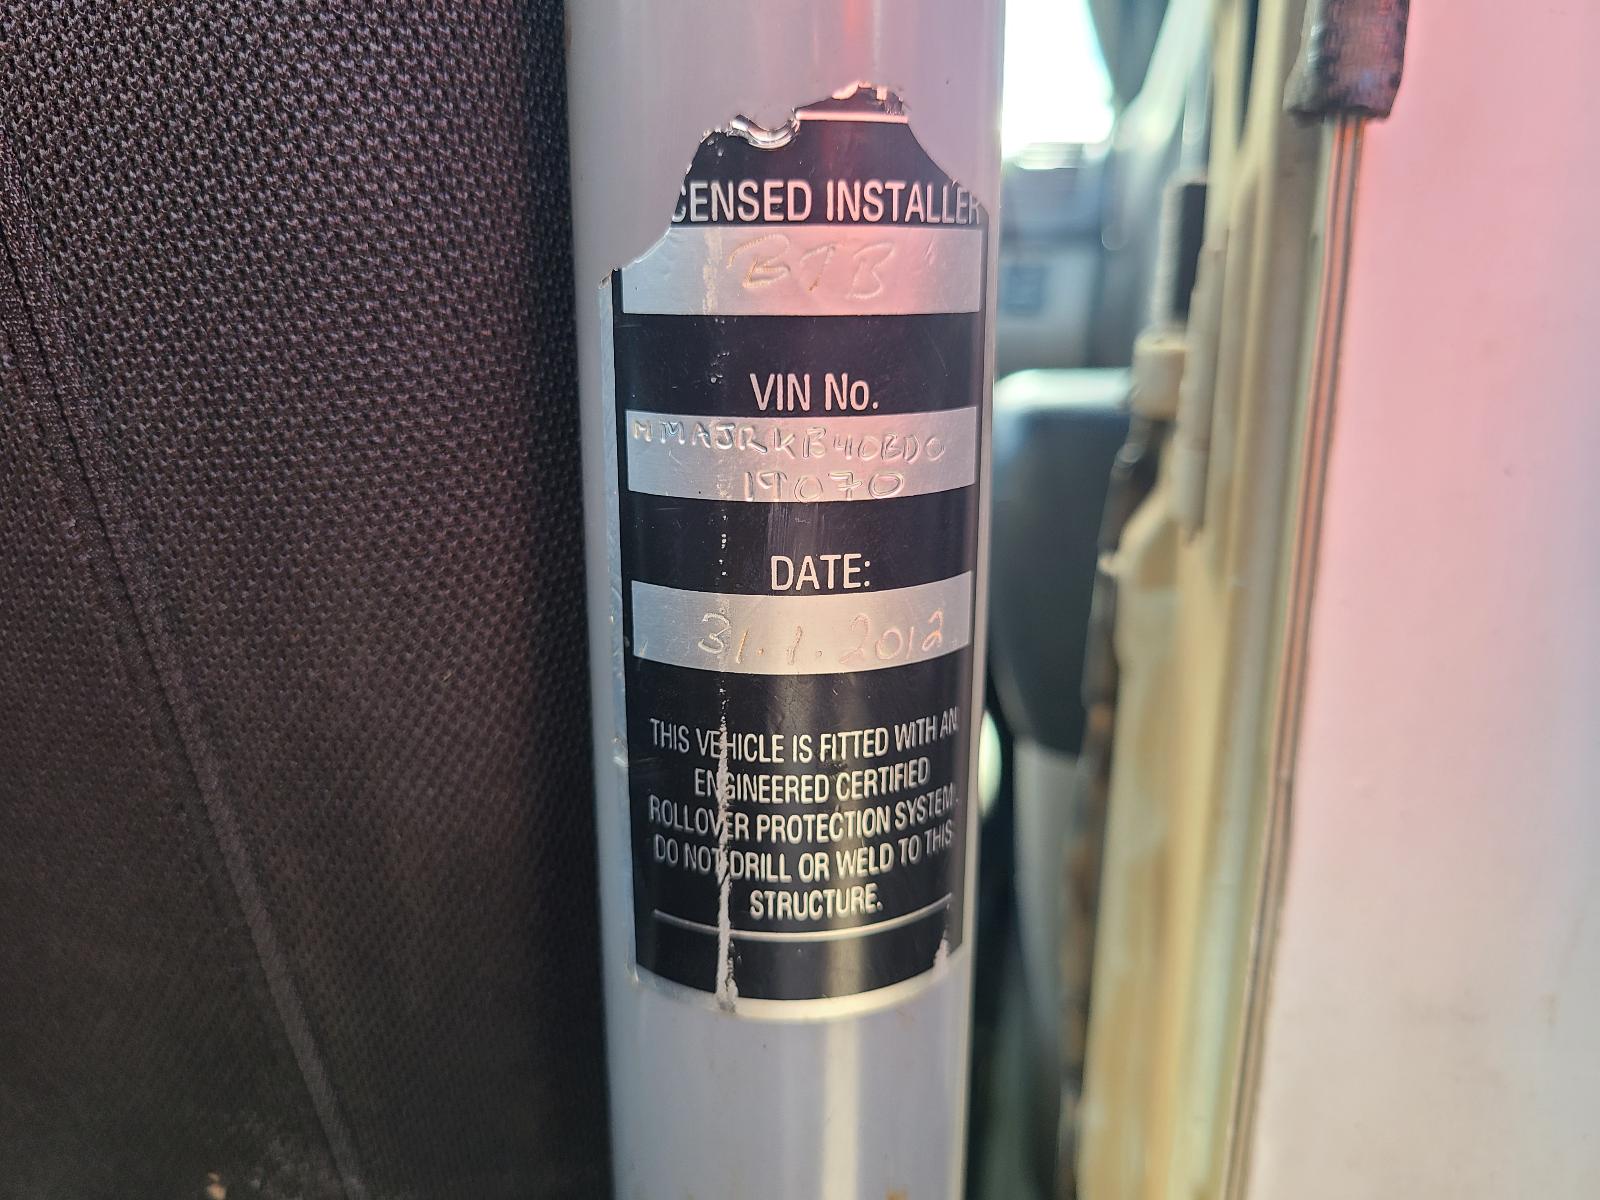 CENSED INSTALLER
BTB
VIN No.
MMAJRKB40BD0
19070
DATE:
31.1.2012
THIS VEHICLE IS FITTED WITH AN
ENGINEERED CERTIFIED
ROLLOVER PROTECTION SYSTEM.
DO NOT DRILL OR WELD TO THIS
STRUCTURE.